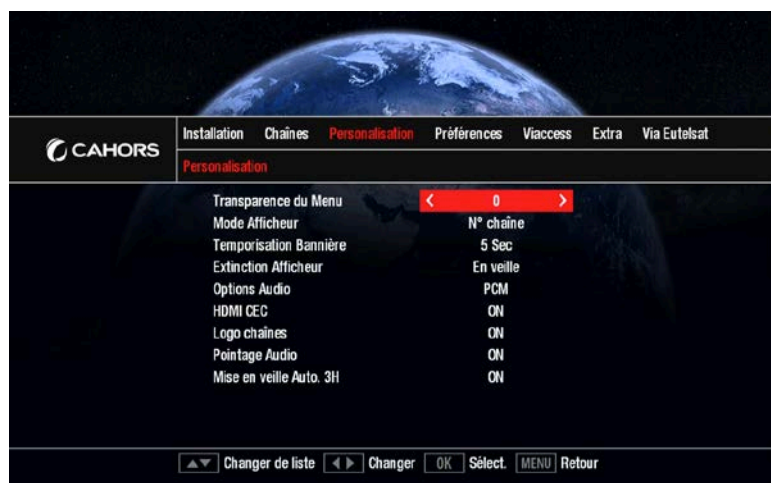 CAHORS
Installation Chaînes Personalisation Préférences Viaccess Extra Via Eutelsat
Personalisation
Transparence du Menu 0
Mode Afficheur N° chaîne
Temporisation Bannière 5 Sec
Extinction Afficheur En veille
Options Audio PCM
HDMI CEC ON
Logo chaînes ON
Pointage Audio ON
Mise en veille Auto. 3H ON
Changer de liste Changer OK Sélect. MENU Retour